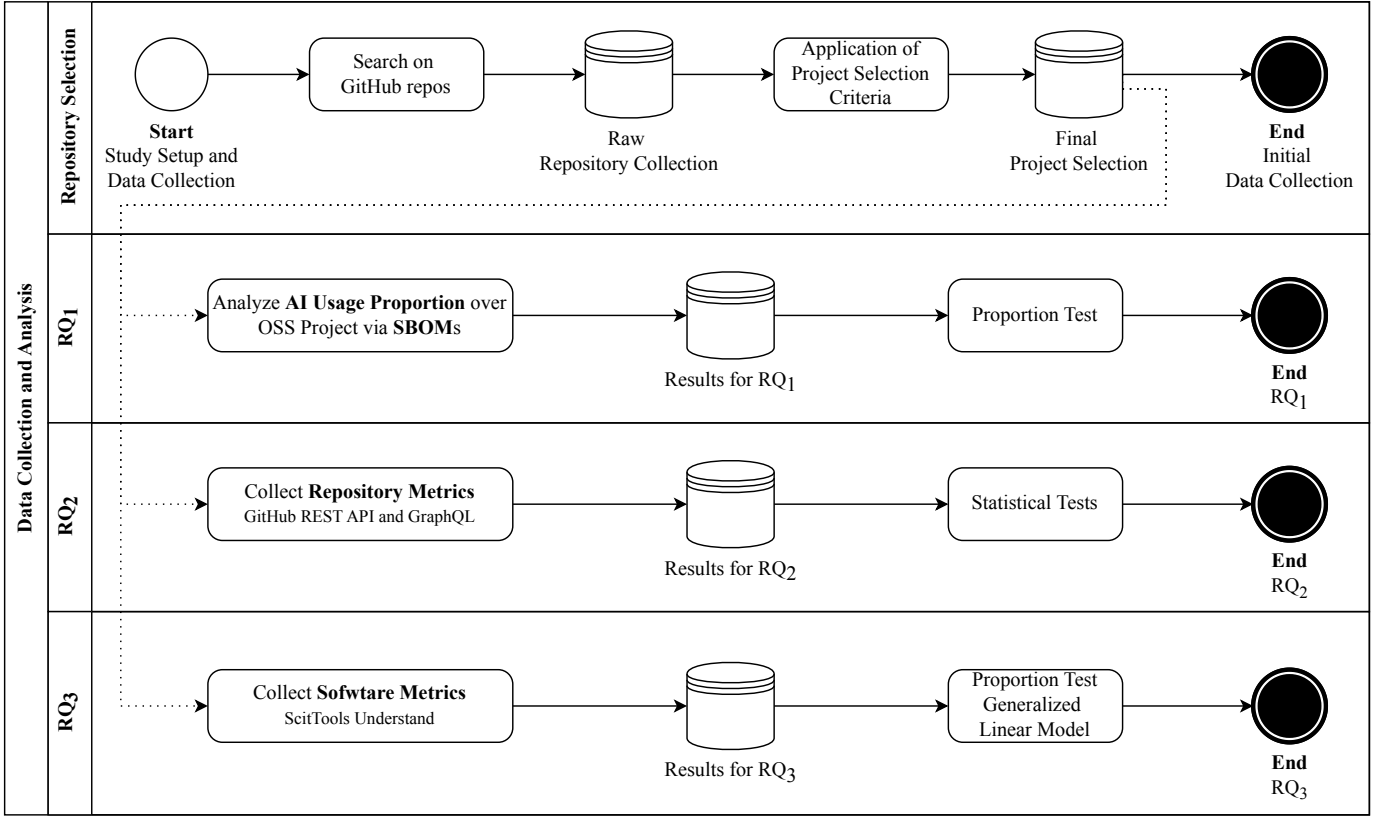 Data Collection and Analysis
Repository Selection
Start
Study Setup and
Data Collection
Search on
GitHub repos
Raw
Repository Collection
Application of
Project Selection
Criteria
Final
Project Selection
End
Initial
Data Collection
RQ1
Analyze AI Usage Proportion over
OSS Project via SBOMs
Results for RQ1
Proportion Test
End
RQ1
RQ2
Collect Repository Metrics
GitHub REST API and GraphQL
Results for RQ2
Statistical Tests
End
RQ2
RQ3
Collect Sofwtare Metrics
ScitTools Understand
Results for RQ3
Proportion Test
Generalized
Linear Model
End
RQ3